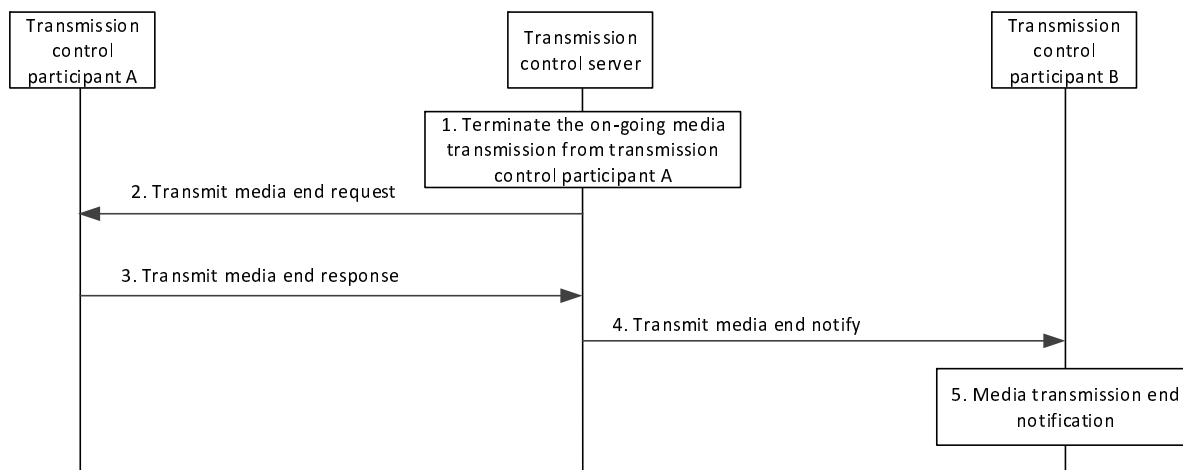 Transmission
control
participant A
Transmission
control server
Transmission
control
participant B
1. Terminate the on-going media
transmission from transmission
control participant A
2. Transmit media end request
3. Transmit media end response
4. Transmit media end notify
5. Media transmission end
notification